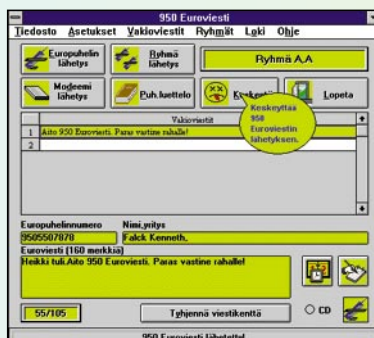 950 Euroviesti
Tiedosto Asetukset Vakioviestit Ryhmät Loki Ohje
Europuhelin lähetys
Ryhmä lähetys
Ryhmä A,A
Modeemi lähetys
Puh.luettelo
Keskeytä
Lopeta
Keskeyttää
950
Euroviestin
lähetyksen.
Vakioviestit
1 Aito 950 Euroviesti. Paras vastine rahalle!
2
Europuhelinnumero Nimi,yritys
9505507878 Falck Kenneth,
Euroviesti (160 merkkiä)
Heikki tuli.Aito 950 Euroviesti. Paras vastine rahalle!
55/105
Tyhjennä viestikenttä
CD
950 Euroviesti lähetetty!